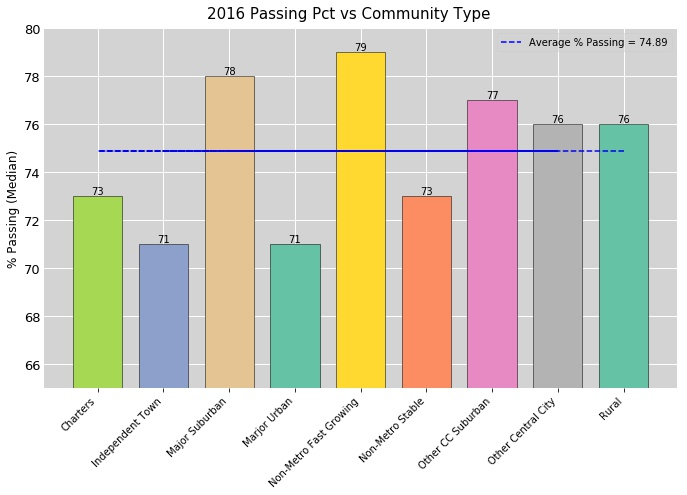 2016 Passing Pct vs Community Type
Average % Passing = 74.89
% Passing (Median)
80
78
76
74
72
70
68
66
73
71
78
71
79
73
77
76
76
Charters
Independent Town
Major Suburban
Marjor Urban
Non-Metro Fast Growing
Non-Metro Stable
Other CC Suburban
Other Central City
Rural